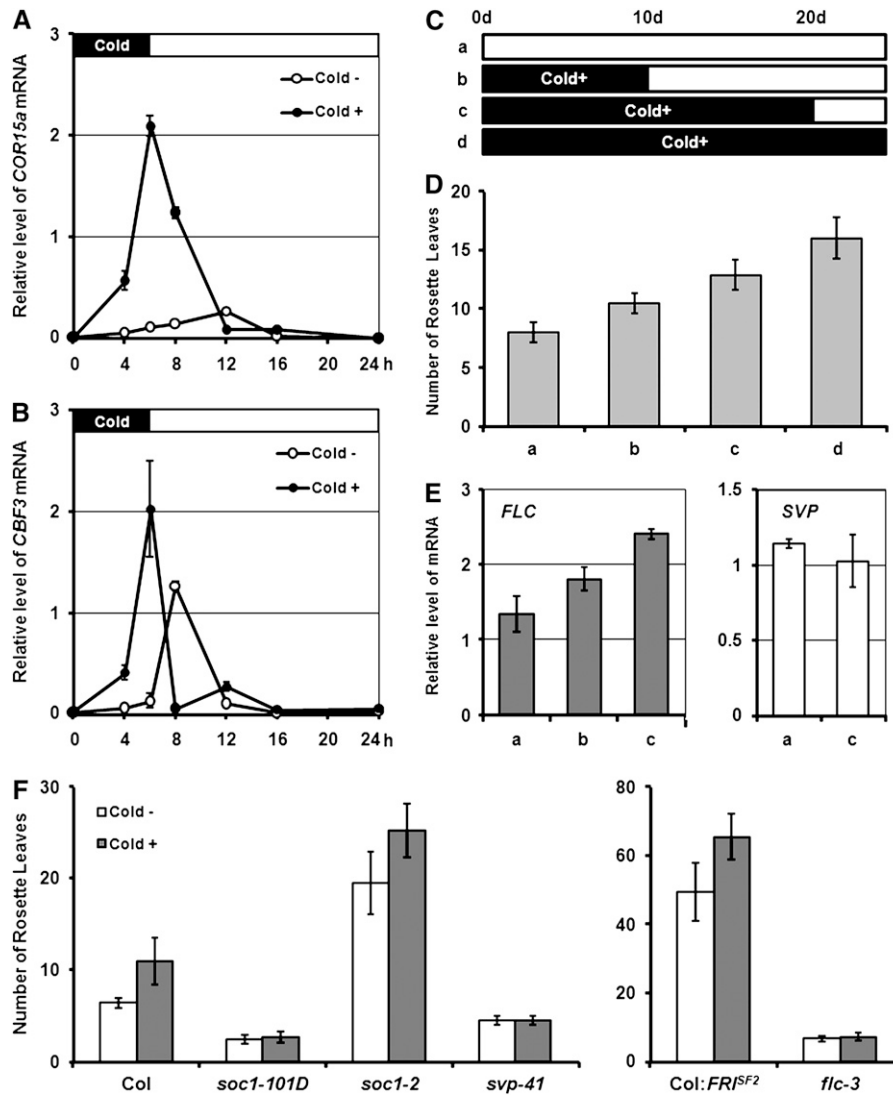 A
Relative level of COR15a mRNA
3
2
1
0
Cold
Cold -
Cold +
0 4 6 8 12 16 20 24 h
B
Relative level of CBF3 mRNA
3
2
1
0
Cold
Cold -
Cold +
0 4 6 8 12 16 20 24 h
C
0d 10d 20d
a
b Cold+
c Cold+
d Cold+
D
Number of Rosette Leaves
20
15
10
5
0
a b c d
E
Relative level of mRNA
3
2
1
0
FLC
a b c
1.5
1
0.5
0
SVP
a c
F
Number of Rosette Leaves
30
20
10
0
Cold -
Cold +
Col soc1-101D soc1-2 svp-41
80
60
40
20
0
Col:FRISF2 flc-3